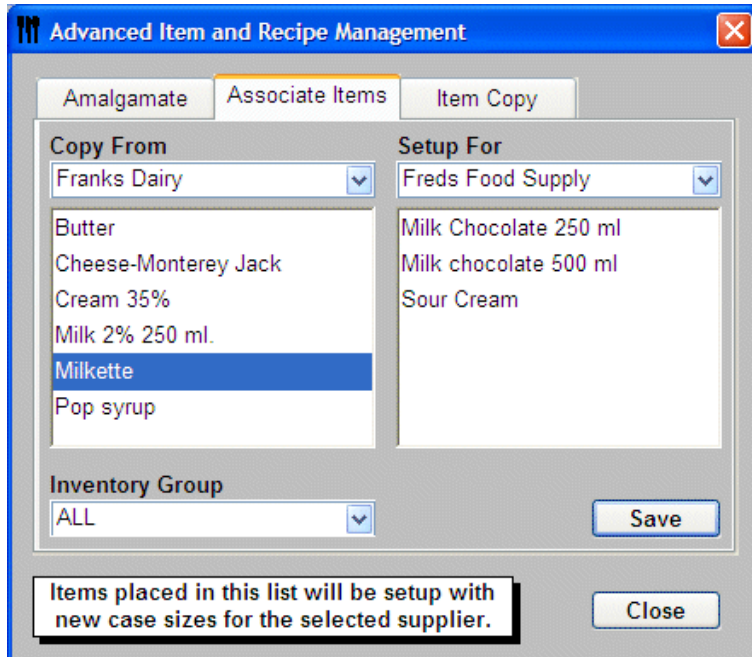 Advanced Item and Recipe Management
Amalgamate
Associate Items
Item Copy
Copy From
Franks Dairy
Butter
Cheese-Monterey Jack
Cream 35%
Milk 2% 250 ml.
Milkette
Pop syrup
Inventory Group
ALL
Setup For
Freds Food Supply
Milk Chocolate 250 ml
Milk chocolate 500 ml
Sour Cream
Save
Items placed in this list will be setup with
new case sizes for the selected supplier.
Close